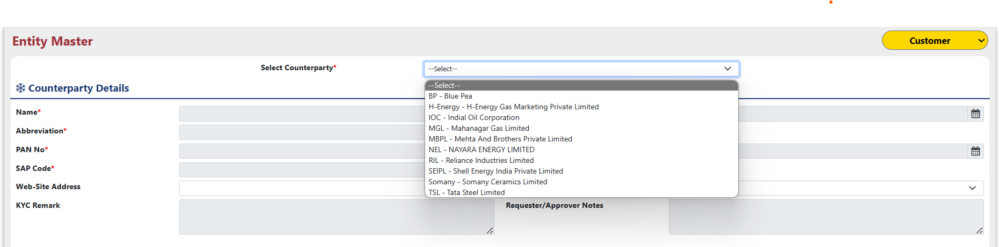 Entity Master
Customer
Select Counterparty*
--Select--
--Select--
BP - Blue Pea
H-Energy - H-Energy Gas Marketing Private Limited
IOC - Indial Oil Corporation
MGL - Mahanagar Gas Limited
MBPL - Mehta And Brothers Private Limited
NEL - NAYARA ENERGY LIMITED
RIL - Reliance Industries Limited
SEIPL - Shell Energy India Private Limited
Somany - Somany Ceramics Limited
TSL - Tata Steel Limited
Counterparty Details
Name*
Abbreviation*
PAN No*
SAP Code*
Web-Site Address
KYC Remark
Requester/Approver Notes